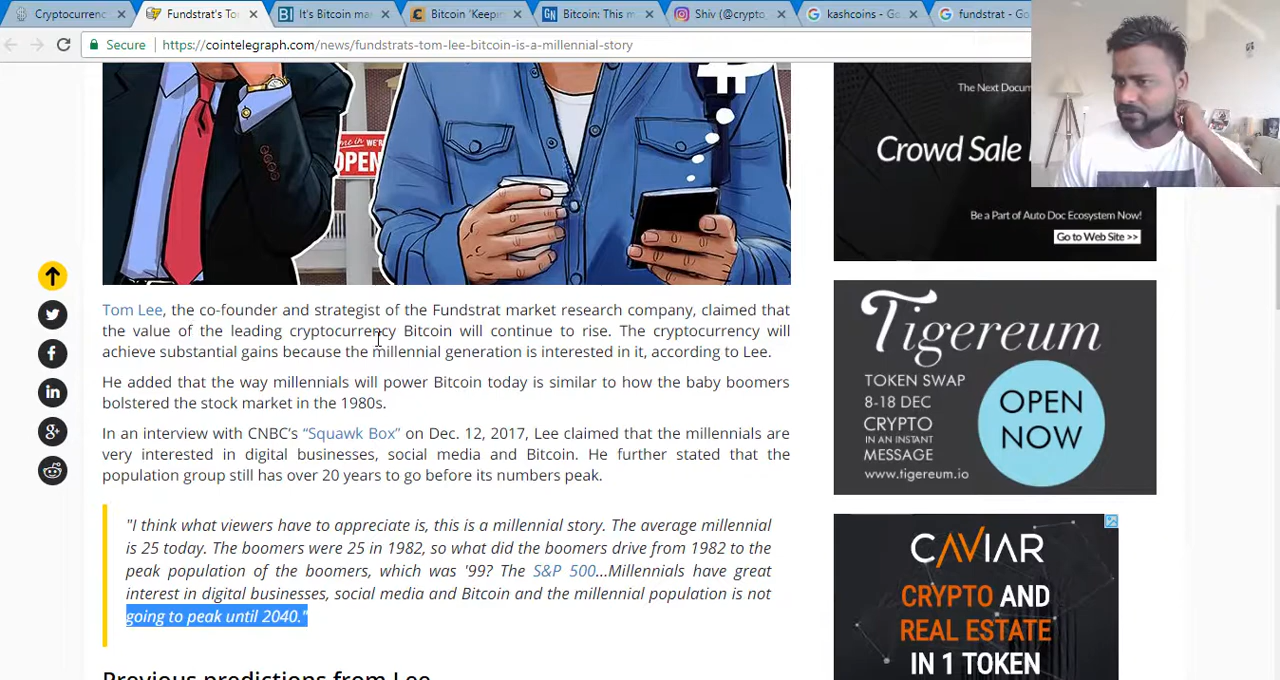 Cryptocurrenc
Fundstrat's To
It's Bitcoin ma
Bitcoin 'Keepin
Bitcoin: This m
Shiv (@crypto_
kashcoins - Go
fundstrat - Go
Secure
https://cointelegraph.com/news/fundstrats-tom-lee-bitcoin-is-a-millennial-story
OPEN
The Next Docum
Crowd Sale
Be a Part of Auto Doc Ecosystem Now!
Go to Web Site >>
Tom Lee, the co-founder and strategist of the Fundstrat market research company, claimed that
the value of the leading cryptocurrency Bitcoin will continue to rise. The cryptocurrency will
achieve substantial gains because the millennial generation is interested in it, according to Lee.
He added that the way millennials will power Bitcoin today is similar to how the baby boomers
bolstered the stock market in the 1980s.
In an interview with CNBC's "Squawk Box" on Dec. 12, 2017, Lee claimed that the millennials are
very interested in digital businesses, social media and Bitcoin. He further stated that the
population group still has over 20 years to go before its numbers peak.
"I think what viewers have to appreciate is, this is a millennial story. The average millennial
is 25 today. The boomers were 25 in 1982, so what did the boomers drive from 1982 to the
peak population of the boomers, which was '99? The S&P 500...Millennials have great
interest in digital businesses, social media and Bitcoin and the millennial population is not
going to peak until 2040."
Previous predictions from Lee
Tigereum
TOKEN SWAP
8-18 DEC
CRYPTO
IN AN INSTANT
MESSAGE
www.tigereum.io
OPEN
NOW
CAVIAR
CRYPTO AND
REAL ESTATE
IN 1 TOKEN